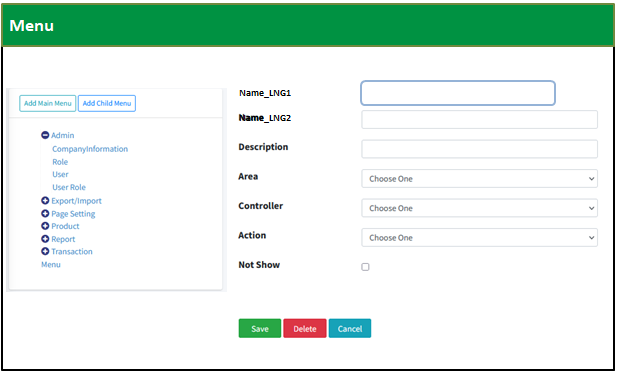 Menu
Add Main Menu Add Child Menu
Admin
CompanyInformation
Role
User
User Role
Export/Import
Page Setting
Product
Report
Transaction
Menu
Name_LNG1
Name_LNG2
Description
Area Choose One
Controller Choose One
Action Choose One
Not Show
Save Delete Cancel